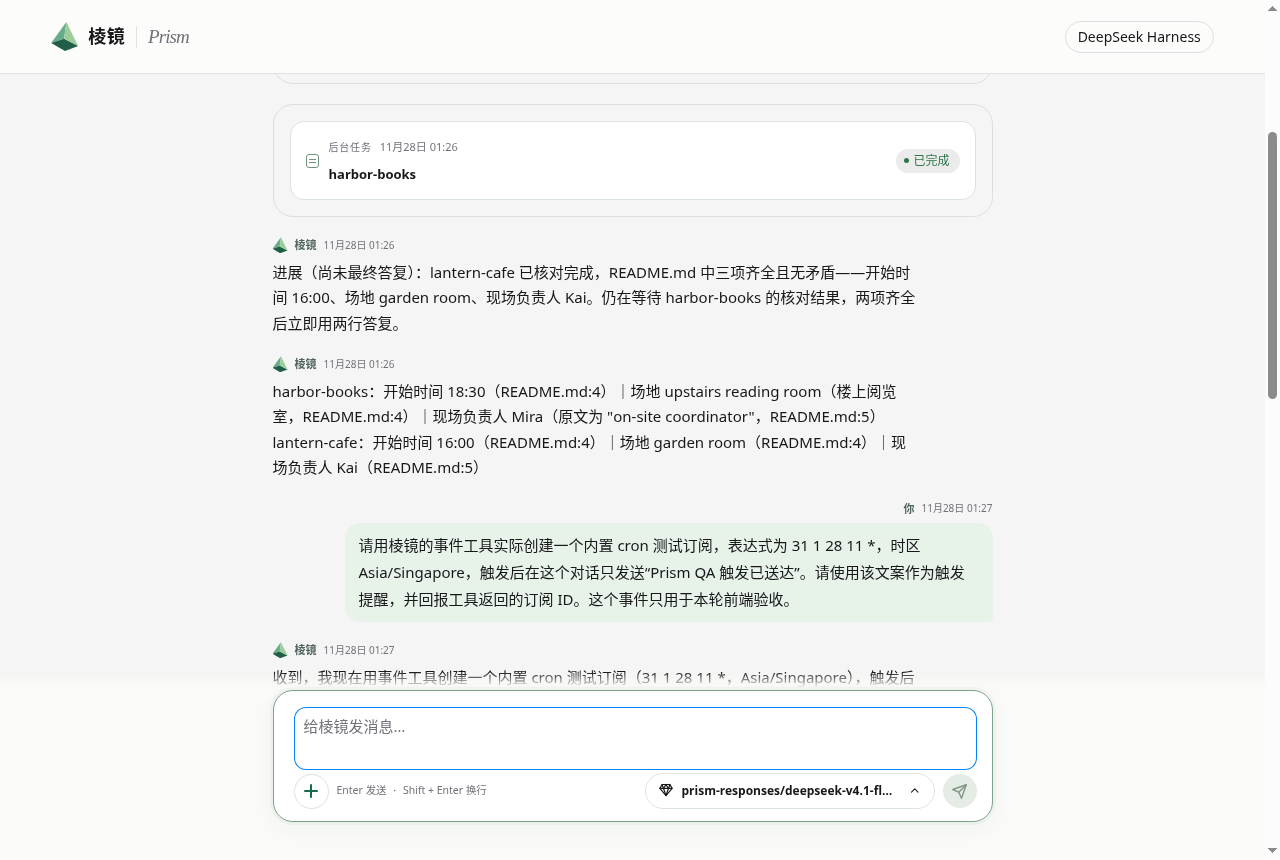 棱镜 Prism
DeepSeek Harness
后台任务 11月28日 01:26
harbor-books
已完成
棱镜 11月28日 01:26
进展（尚未最终答复）：lantern-cafe 已核对完成，README.md 中三项齐全且无矛盾——开始时
间 16:00、场地 garden room、现场负责人 Kai。仍在等待 harbor-books 的核对结果，两项齐全
后立即用两行答复。
棱镜 11月28日 01:26
harbor-books：开始时间 18:30（README.md:4）｜场地 upstairs reading room（楼上阅览
室，README.md:4）｜现场负责人 Mira（原文为 "on-site coordinator"，README.md:5）
lantern-cafe：开始时间 16:00（README.md:4）｜场地 garden room（README.md:4）｜现
场负责人 Kai（README.md:5）
你 11月28日 01:27
请用棱镜的事件工具实际创建一个内置 cron 测试订阅，表达式为 31 1 28 11 *，时区
Asia/Singapore，触发后在这个对话只发送“Prism QA 触发已送达”。请使用该文案作为触发
提醒，并回报工具返回的订阅 ID。这个事件只用于本轮前端验收。
棱镜 11月28日 01:27
收到，我现在用事件工具创建一个内置 cron 测试订阅（31 1 28 11 *，Asia/Singapore），触发后
给棱镜发消息...
Enter 发送 · Shift + Enter 换行
prism-responses/deepseek-v4.1-fl...